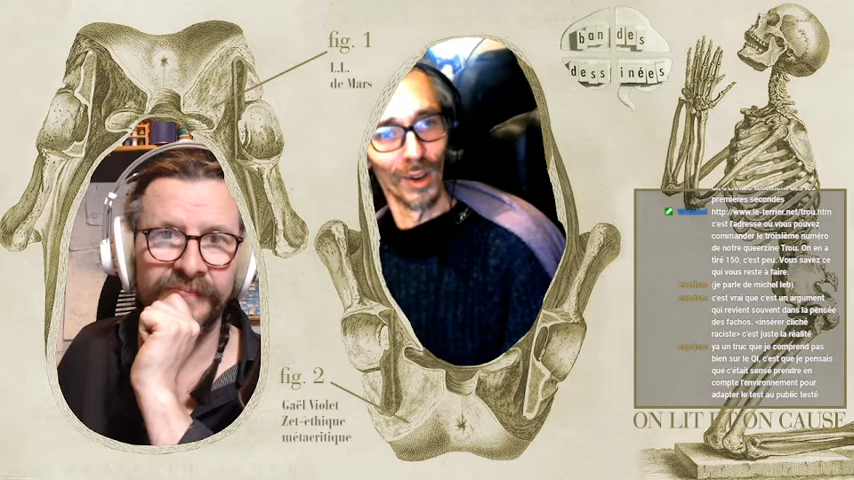 fig. 1
L.L.
de Mars
bandes
dessinées
premières
secondes
http://www.le-terrier.net/trou.htm
c'est l'adresse où vous pouvez
commander le troisième numéro
de notre queerzine Trou. On en a
tiré 150, c'est peu. Vous savez ce
qui vous reste à faire.
(je parle de michel leb)
c'est vrai que c'est un argument
qui revient souvent dans la pensée
des fachos. <insérer cliché
raciste> c'est juste la réalité
ya un truc que je comprend pas
bien sur le QI, c'est que je pensais
que c'était sensé prendre en
compte l'environnement pour
adapter le test au public testé
fig. 2
Gaël Violet
Zet-éthique
métacritique
ON LIT ET ON CAUSE